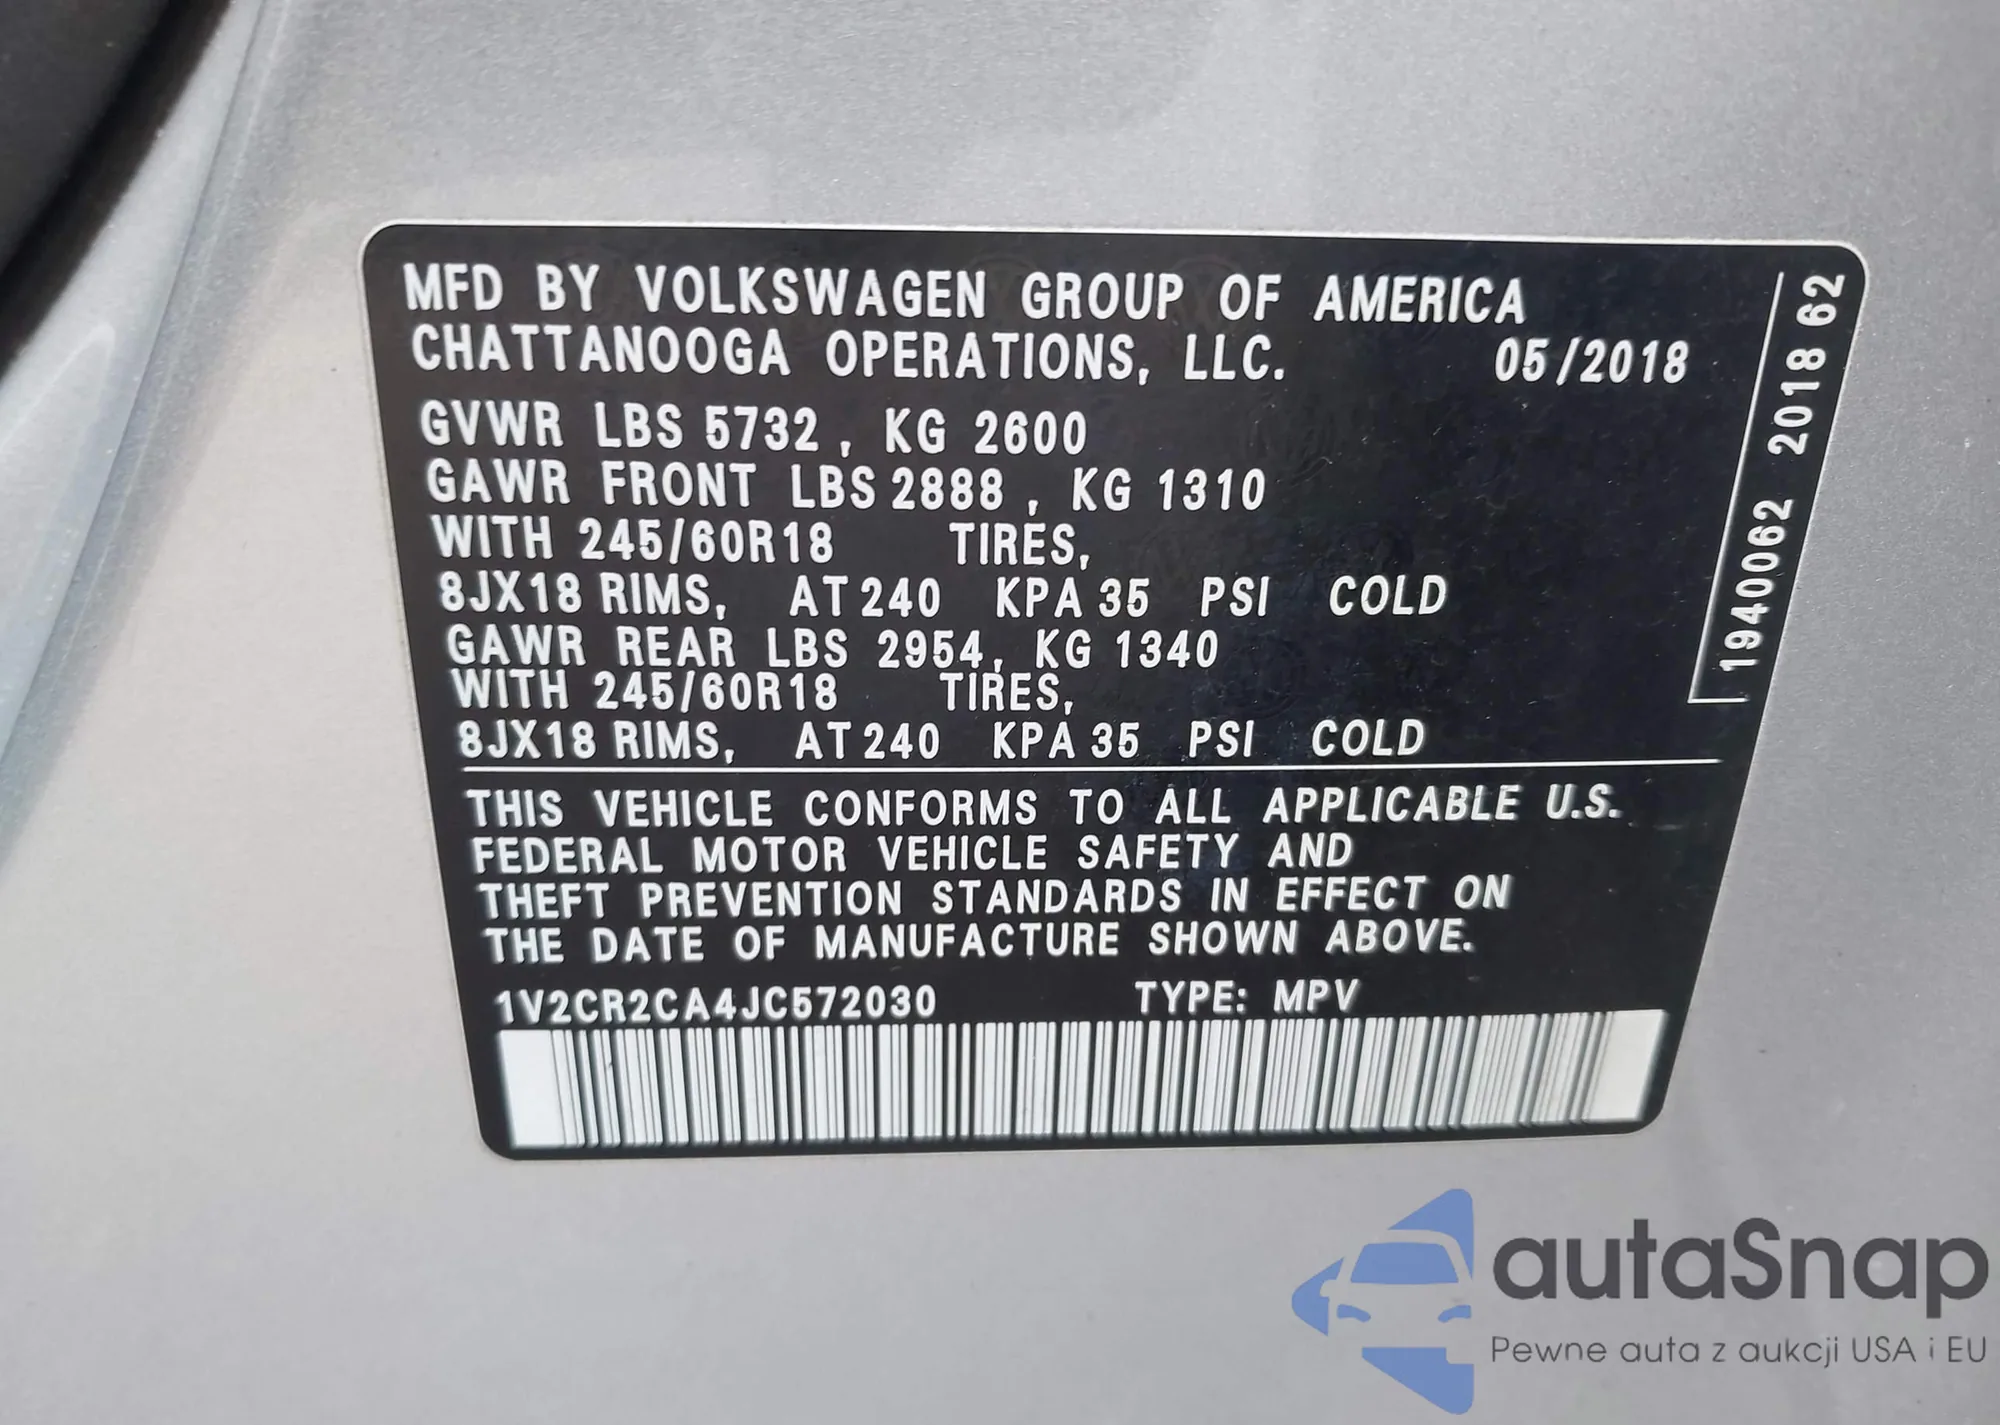 MFD BY VOLKSWAGEN GROUP OF AMERICA
CHATTANOOGA OPERATIONS, LLC. 05/2018
GVWR LBS 5732 , KG 2600
GAWR FRONT LBS 2888 , KG 1310
WITH 245/60R18 TIRES,
8JX18 RIMS, AT 240 KPA 35 PSI COLD
GAWR REAR LBS 2954, KG 1340
WITH 245/60R18 TIRES,
8JX18 RIMS, AT 240 KPA 35 PSI COLD
THIS VEHICLE CONFORMS TO ALL APPLICABLE U.S.
FEDERAL MOTOR VEHICLE SAFETY AND
THEFT PREVENTION STANDARDS IN EFFECT ON
THE DATE OF MANUFACTURE SHOWN ABOVE.
1V2CR2CA4JC572030 TYPE: MPV
1940062 2018 62
autaSnap
Pewne auta z aukcji USA i EU